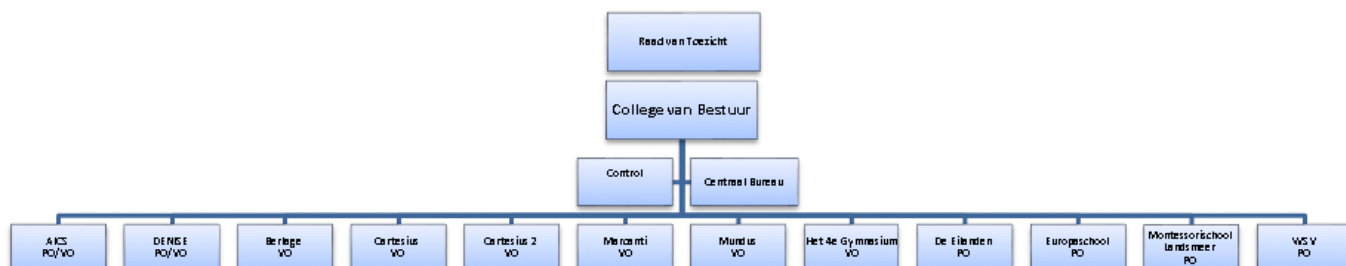 Raad van Toezicht
College van Bestuur
Control
Centraal Bureau
AICS
PO/VO
DENISE
PO/VO
Berlage
VO
Cartesius
VO
Cartesius 2
VO
Marcanti
VO
Mundus
VO
Het 4e Gymnasium
VO
De Eilanden
PO
Europaschool
PO
Montessorischool
Landsmeer
PO
WSV
PO